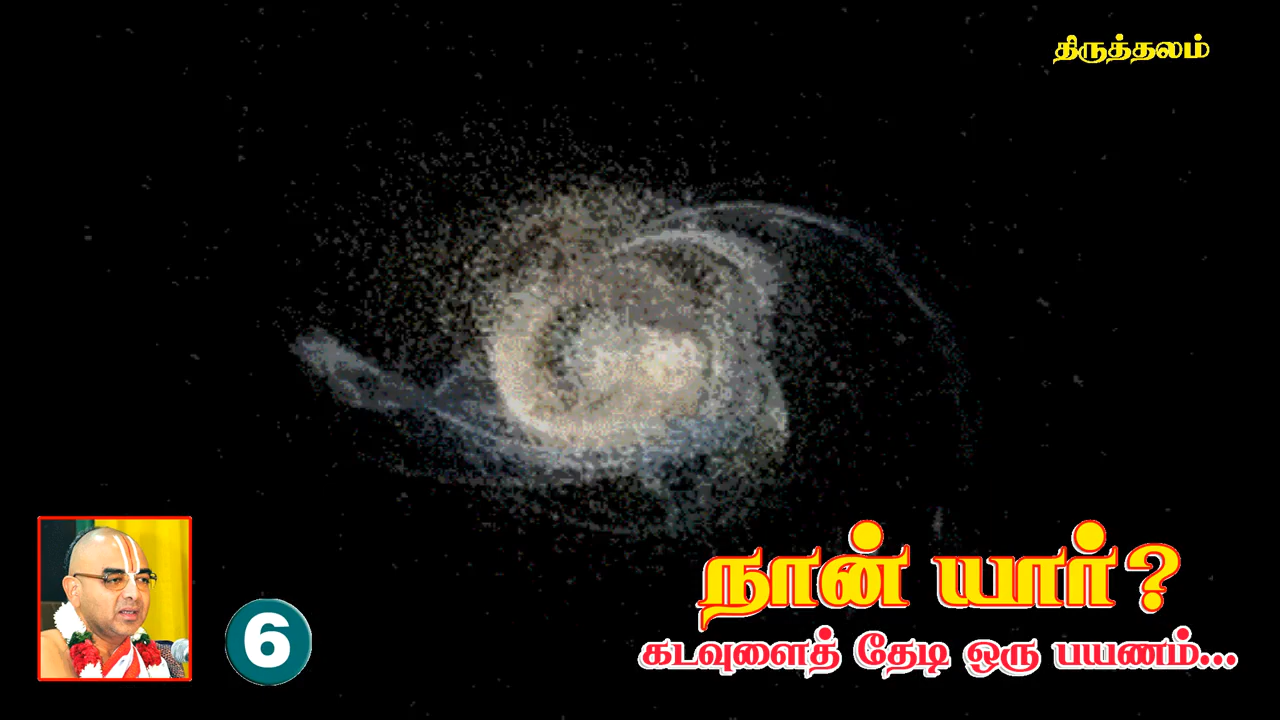 திருத்தலம்
நான் யார்?
கடவுளைத் தேடி ஒரு பயணம்...
6